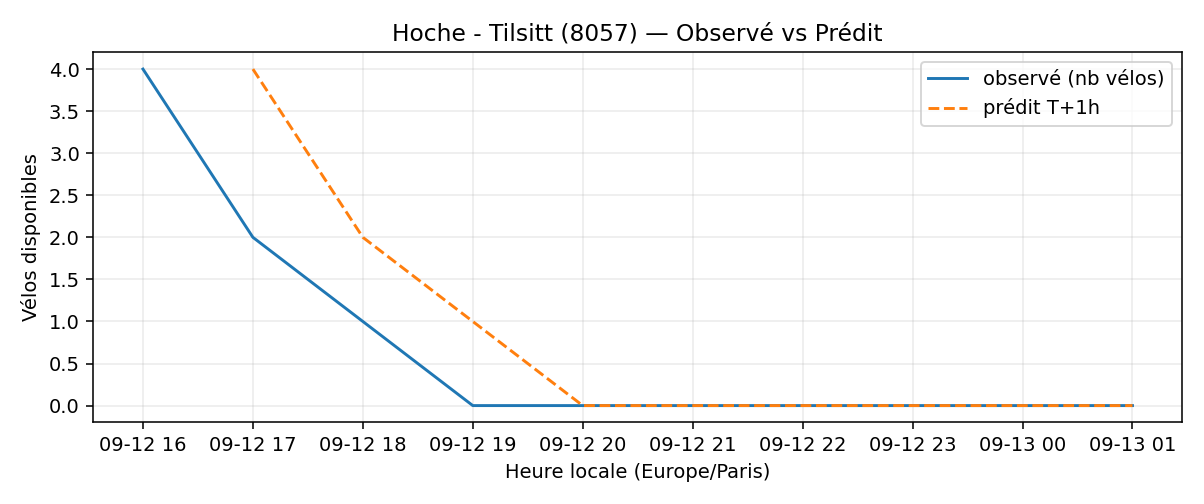 Hoche - Tilsitt (8057) — Observé vs Prédit
observé (nb vélos)
prédit T+1h
Vélos disponibles
4.0
3.5
3.0
2.5
2.0
1.5
1.0
0.5
0.0
09-12 16 09-12 17 09-12 18 09-12 19 09-12 20 09-12 21 09-12 22 09-12 23 09-13 00 09-13 01
Heure locale (Europe/Paris)